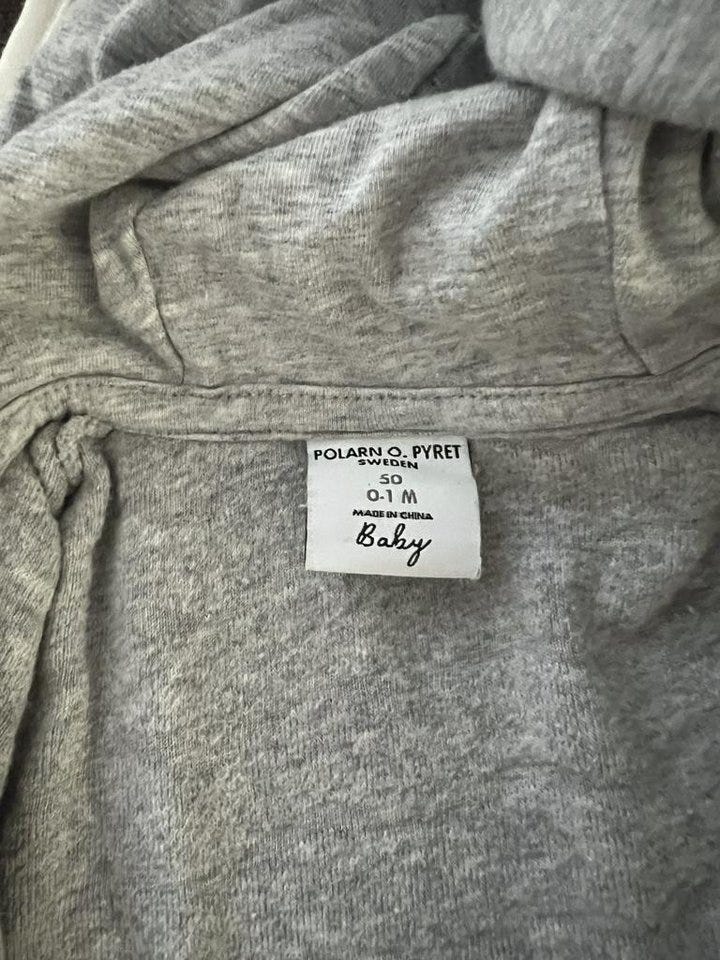 POLARN O. PYRET
SWEDEN
50
0-1 M
MADE IN CHINA
Baby